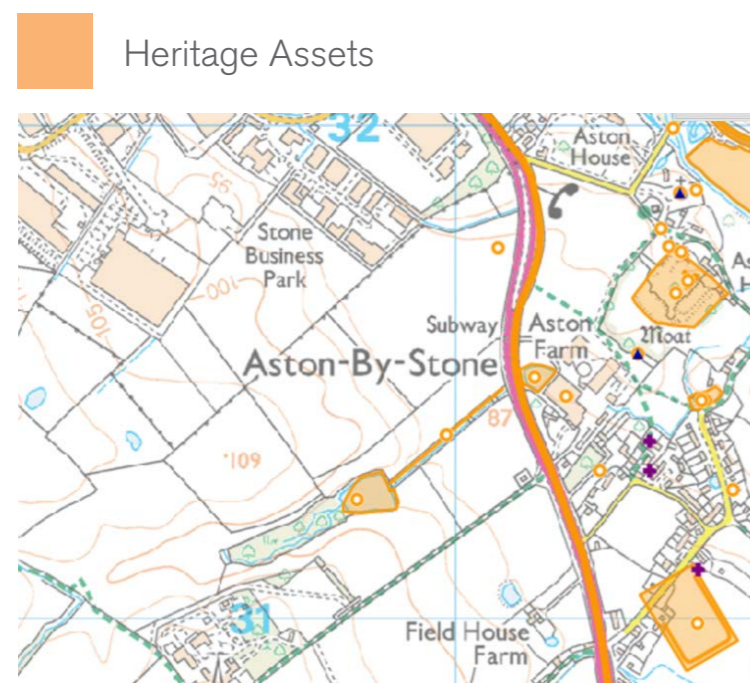 Heritage Assets
32
Aston
House
95
Stone
Business
Park
100
105
Subway
Aston
Farm
Moat
Aston-By-Stone
87
109
31
Field House
Farm